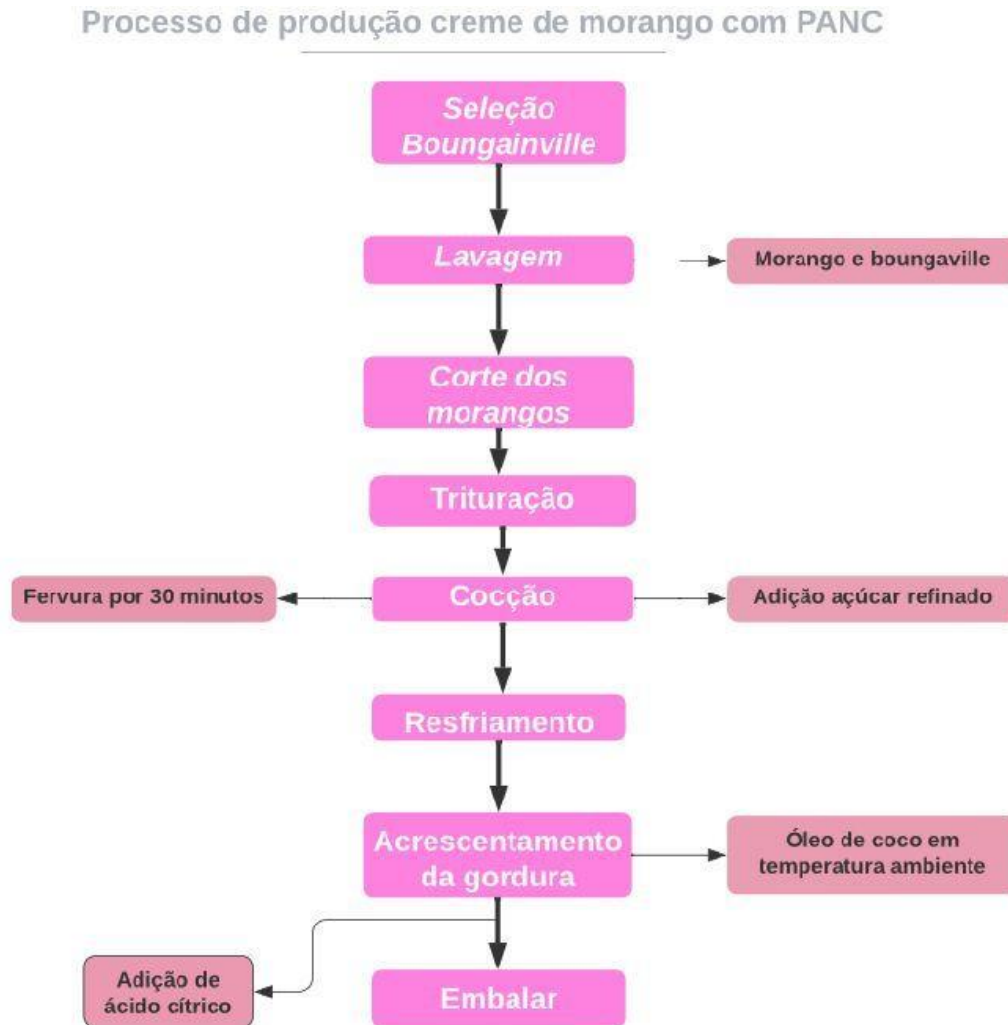 Processo de produção creme de morango com PANC
Seleção
Boungainville
Lavagem
Morango e boungaville
Corte dos
morangos
Trituração
Fervura por 30 minutos
Cocção
Adição açúcar refinado
Resfriamento
Acrescentamento
da gordura
Óleo de coco em
temperatura ambiente
Adição de
ácido cítrico
Embalar